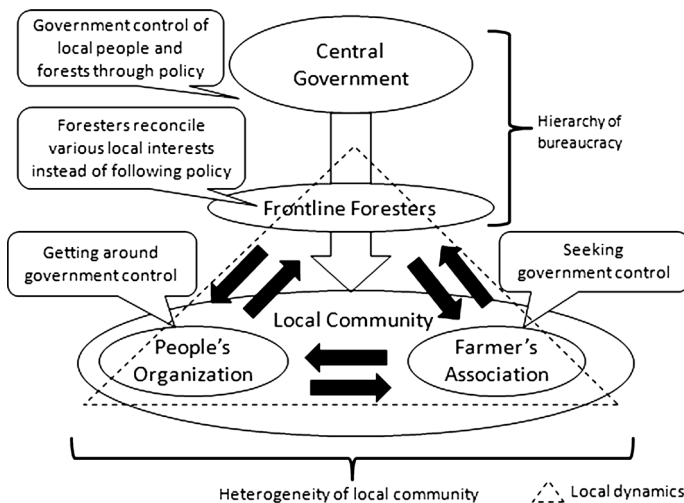 Government control of
local people and
forests through policy
Central
Government
Hierarchy of
bureaucracy
Foresters reconcile
various local interests
instead of following policy
Frontline Foresters
Getting around
government control
Seeking
government control
Local Community
People's
Organization
Farmer's
Association
Heterogeneity of local community
Local dynamics